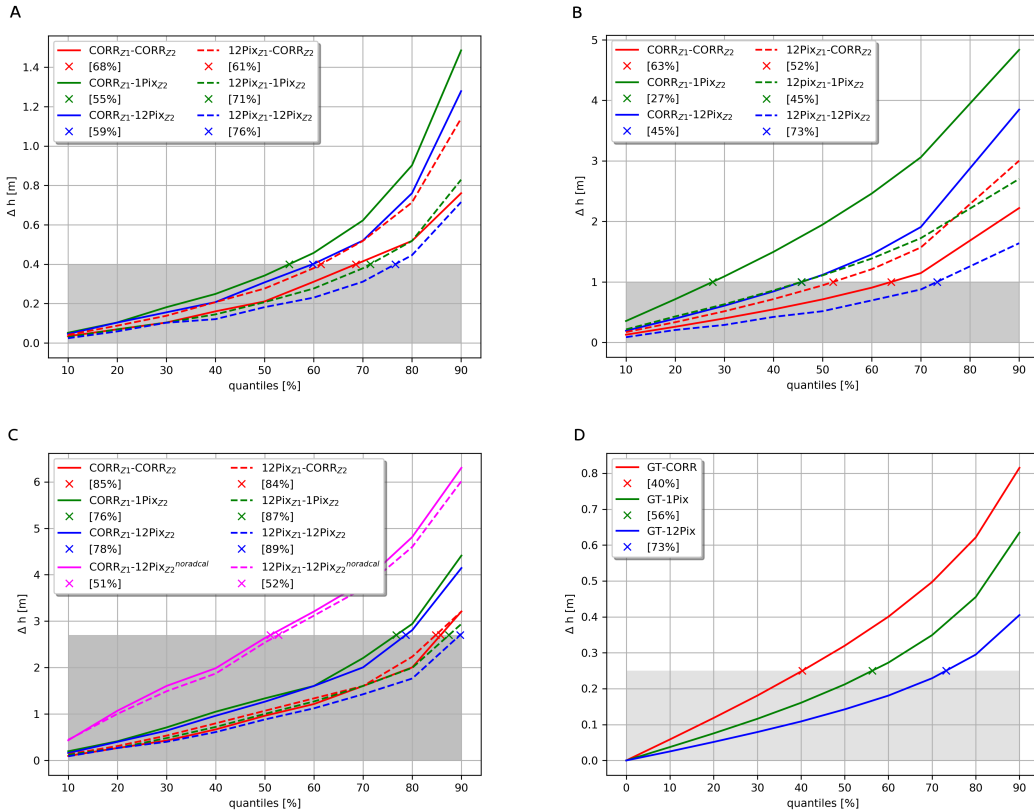 A
CORR_Z1-CORR_Z2
[68%]
CORR_Z1-1Pix_Z2
[55%]
CORR_Z1-12Pix_Z2
[59%]
12Pix_Z1-CORR_Z2
[61%]
12Pix_Z1-1Pix_Z2
[71%]
12Pix_Z1-12Pix_Z2
[76%]
1.4
1.2
1.0
0.8
0.6
0.4
0.2
0.0
Δ h [m]
10 20 30 40 50 60 70 80 90
quantiles [%]
B
CORR_Z1-CORR_Z2
[63%]
CORR_Z1-1Pix_Z2
[27%]
CORR_Z1-12Pix_Z2
[45%]
12Pix_Z1-CORR_Z2
[52%]
12pix_Z1-1Pix_Z2
[45%]
12Pix_Z1-12Pix_Z2
[73%]
5
4
3
2
1
0
Δ h [m]
10 20 30 40 50 60 70 80 90
quantiles [%]
C
CORR_Z1-CORR_Z2
[85%]
CORR_Z1-1Pix_Z2
[76%]
CORR_Z1-12Pix_Z2
[78%]
CORR_Z1-12Pix_Z2^noradcal
[51%]
12Pix_Z1-CORR_Z2
[84%]
12Pix_Z1-1Pix_Z2
[87%]
12Pix_Z1-12Pix_Z2
[89%]
12Pix_Z1-12Pix_Z2^noradcal
[52%]
6
5
4
3
2
1
0
Δ h [m]
10 20 30 40 50 60 70 80 90
quantiles [%]
D
GT-CORR
[40%]
GT-1Pix
[56%]
GT-12Pix
[73%]
0.8
0.7
0.6
0.5
0.4
0.3
0.2
0.1
0.0
Δ h [m]
0 10 20 30 40 50 60 70 80 90
quantiles [%]